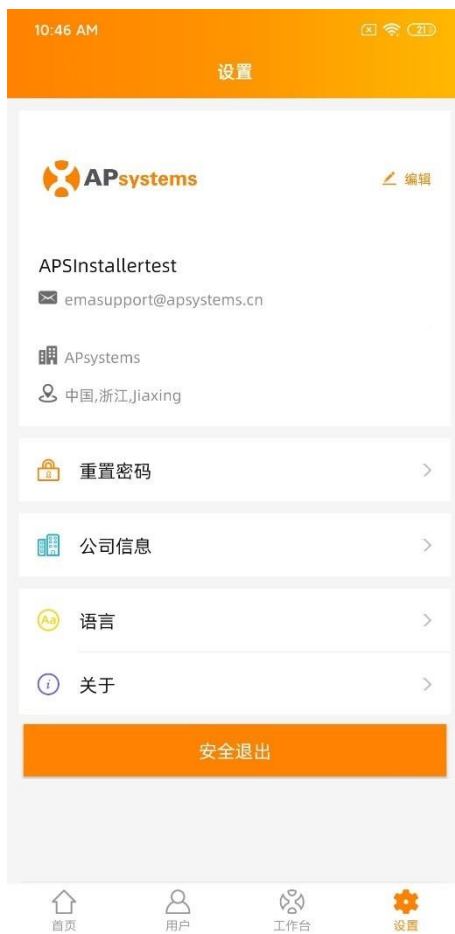 10:46 AM
21
设置
APsystems
编辑
APSInstallertest
emasupport@apsystems.cn
APsystems
中国,浙江,Jiaxing
重置密码
公司信息
Aa
语言
i
关于
安全退出
首页
用户
工作台
设置